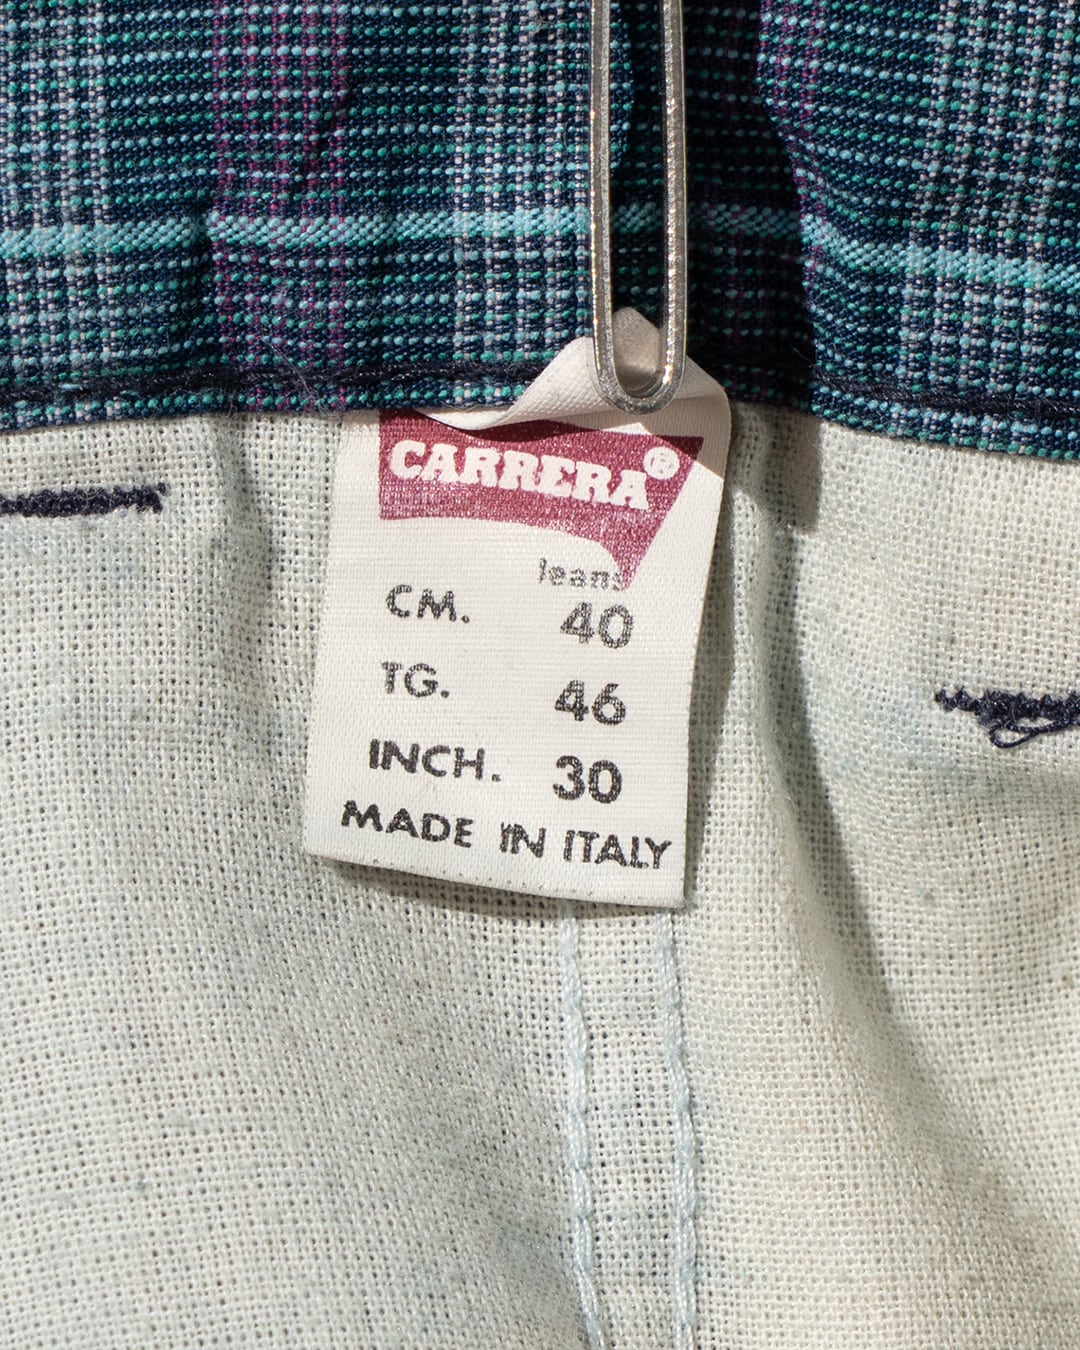 CARRERA®
Jeans
CM. 40
TG. 46
INCH. 30
MADE IN ITALY